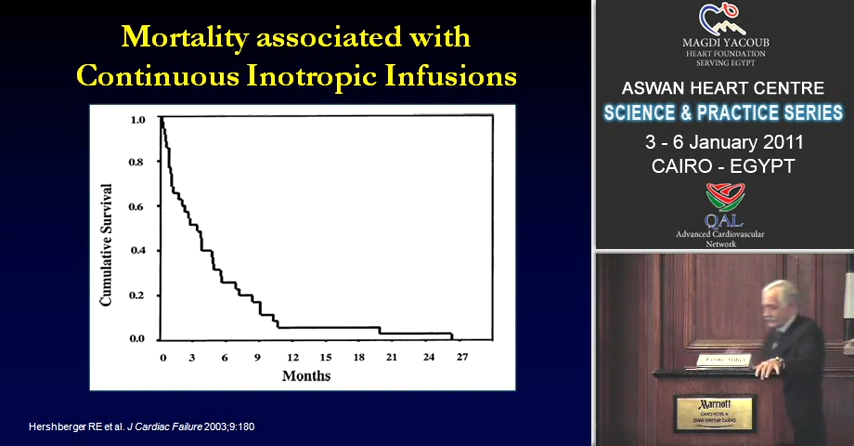 Mortality associated with
Continuous Inotropic Infusions
Cumulative Survival
1.0
0.8
0.6
0.4
0.2
0.0
0 3 6 9 12 15 18 21 24 27
Months
Hershberger RE et al. J Cardiac Failure 2003;9:180
MAGDI YACOUB
HEART FOUNDATION
SERVING EGYPT
ASWAN HEART CENTRE
SCIENCE & PRACTICE SERIES
3 - 6 January 2011
CAIRO - EGYPT
QAL
Advanced Cardiovascular
Network
Marriott
CAIRO HOTEL &